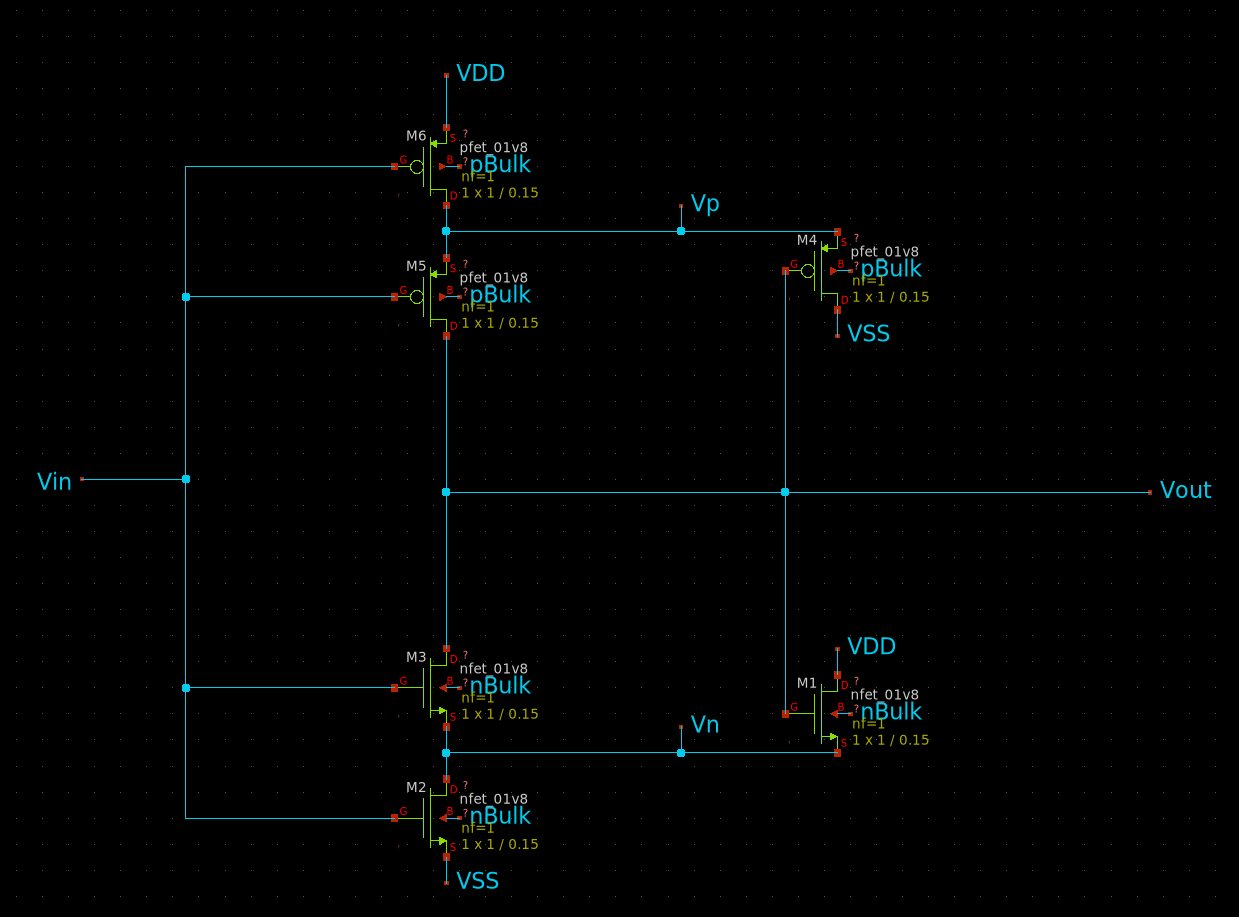 VDD
M6
S
?
pfet_01v8
G
B
?
pBulk
nf=1
D
1 x 1 / 0.15
Vp
M5
S
?
pfet_01v8
G
B
?
pBulk
nf=1
D
1 x 1 / 0.15
M4
S
?
pfet_01v8
G
B
?
pBulk
nf=1
D
1 x 1 / 0.15
VSS
Vin
Vout
M3
D
?
nfet_01v8
G
B
?
nBulk
nf=1
S
1 x 1 / 0.15
VDD
M1
D
?
nfet_01v8
G
B
?
nBulk
nf=1
S
1 x 1 / 0.15
Vn
M2
D
?
nfet_01v8
G
B
?
nBulk
nf=1
S
1 x 1 / 0.15
VSS